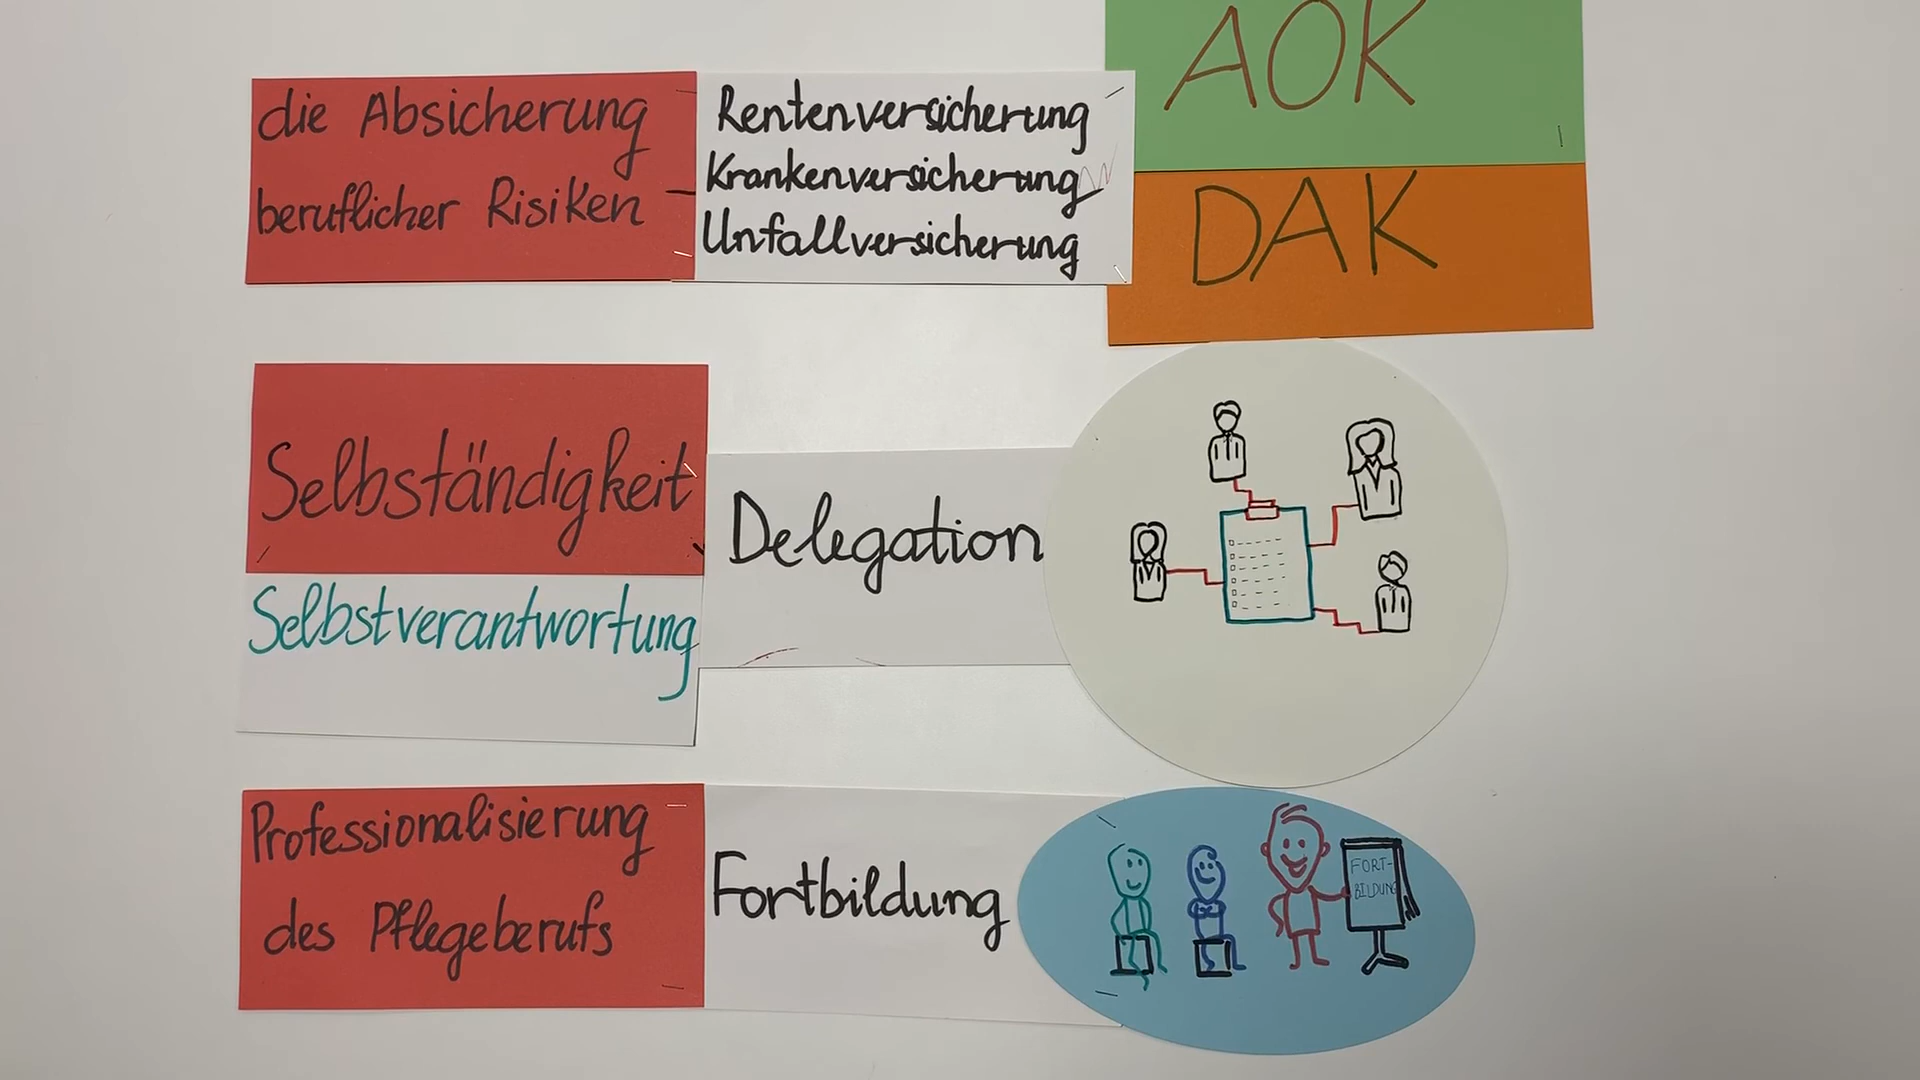 die Absicherung
beruflicher Risiken
Rentenversicherung
Krankenversicherung
Unfallversicherung
AOK
DAK
Selbständigkeit
Selbstverantwortung
Delegation
Professionalisierung
des Pflegeberufs
Fortbildung
FORT-
BILDUNG